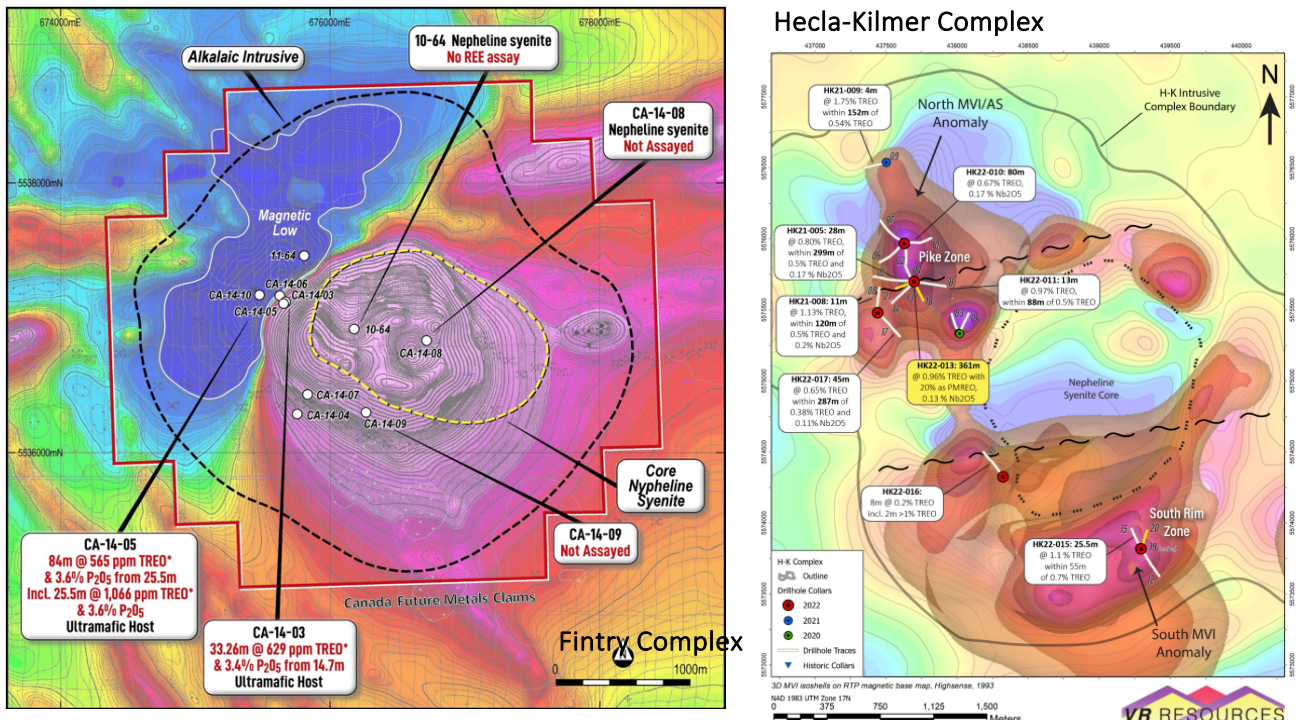 674000mE
676000mE
678000mE
5538000mN
5536000mN
Alkalaic Intrusive
10-64 Nepheline syenite
No REE assay
CA-14-08
Nepheline syenite
Not Assayed
Magnetic
Low
11-64
CA-14-06
CA-14-10
CA-14-03
CA-14-05
10-64
CA-14-08
CA-14-07
CA-14-04
CA-14-09
Core
Nypheline
Syenite
CA-14-09
Not Assayed
CA-14-05
84m @ 565 ppm TREO*
& 3.6% P₂O₅ from 25.5m
Incl. 25.5m @ 1,066 ppm TREO*
& 3.6% P₂O₅
Ultramafic Host
CA-14-03
33.26m @ 629 ppm TREO*
& 3.4% P₂O₅ from 14.7m
Ultramafic Host
Canada Future Metals Claims
Fintry Complex
N
0
1000m
Hecla-Kilmer Complex
437000
437500
438000
438500
439000
439500
440000
5577000
5576500
5576000
5575500
5575000
5574500
5574000
5573500
5573000
N
H-K Intrusive
Complex Boundary
HK21-009: 4m
@ 1.75% TREO
within 152m of
0.54% TREO
North MVI/AS
Anomaly
HK22-010: 80m
@ 0.67% TREO,
0.17 % Nb2O5
HK21-005: 28m
@ 0.80% TREO,
within 299m of
0.5% TREO and
0.17 % Nb2O5
Pike Zone
HK22-011: 13m
@ 0.97% TREO,
within 88m of 0.5% TREO
HK21-008: 11m
@ 1.13% TREO,
within 120m of
0.5% TREO and
0.2% Nb2O5
HK22-013: 361m
@ 0.96% TREO with
20% as PMREO,
0.13 % Nb2O5
HK22-017: 45m
@ 0.65% TREO
within 287m of
0.38% TREO and
0.11% Nb2O5
Nepheline
Syenite Core
HK22-016:
8m @ 0.2% TREO
incl. 2m >1% TREO
South Rim
Zone
15
20
HK22-015: 25.5m
@ 1.1 % TREO
within 55m
of 0.7% TREO
South MVI
Anomaly
H-K Complex
Outline
Drillhole Collars
2022
2021
2020
Drillhole Traces
Historic Collars
3D MVI isoshells on RTP magnetic base map, Highsense, 1993
NAD 1983 UTM Zone 17N
0 375 750 1,125 1,500
Meters
VR RESOURCES